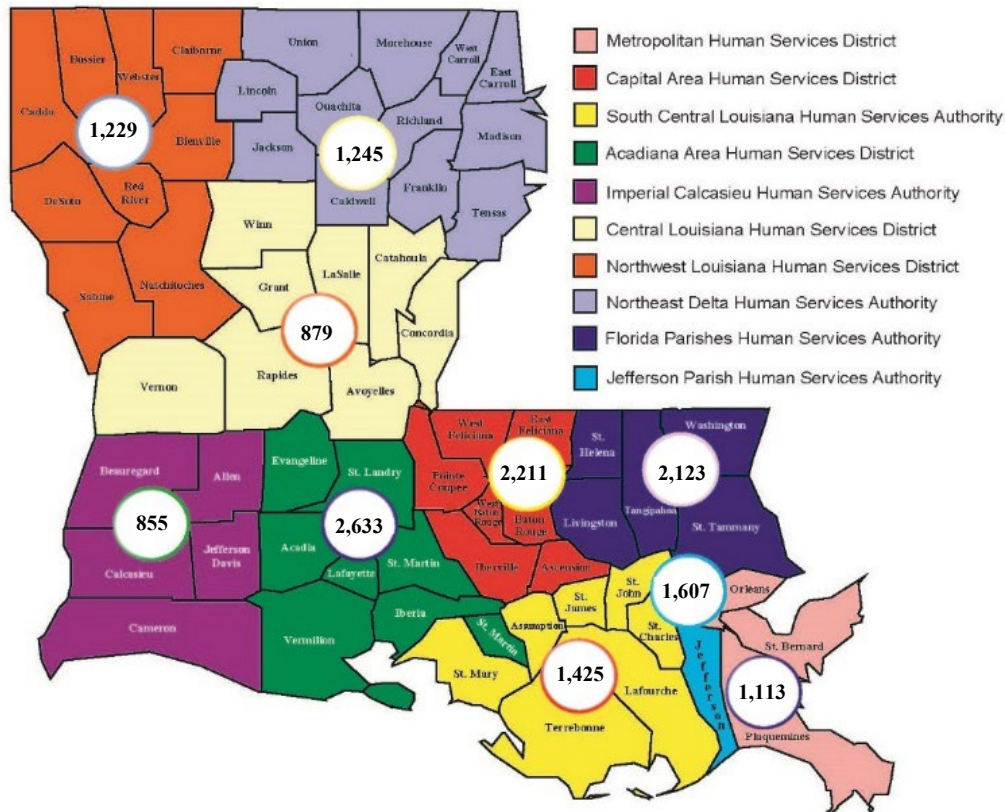 Metropolitan Human Services District
Capital Area Human Services District
South Central Louisiana Human Services Authority
Acadiana Area Human Services District
Imperial Calcasieu Human Services Authority
Central Louisiana Human Services District
Northwest Louisiana Human Services District
Northeast Delta Human Services Authority
Florida Parishes Human Services Authority
Jefferson Parish Human Services Authority
Caddo
Bossier
Webster
Claiborne
Bienville
1,229
DeSoto
Red
River
Sabine
Natchitoches
Union
Morehouse
West
Carroll
East
Carroll
Lincoln
Ouachita
Richland
Madison
Jackson
1,245
Caldwell
Franklin
Tensas
Winn
Grant
LaSalle
Catahoula
Concordia
879
Vernon
Rapides
Avoyelles
Beauregard
Allen
855
Calcasieu
Jefferson
Davis
Cameron
Evangeline
St. Landry
2,633
Acadia
Lafayette
St. Martin
Vermilion
Iberia
St. Martin
West
Feliciana
East
Feliciana
Pointe
Coupee
2,211
West Baton
Rouge
Baton
Rouge
Iberville
Ascension
St.
Helena
Washington
2,123
Livingston
Tangipahoa
St. Tammany
St.
James
St.
John
1,607
Assumption
St.
Charles
St. Mary
1,425
Lafourche
Terrebonne
Jefferson
Orleans
St. Bernard
1,113
Plaquemines